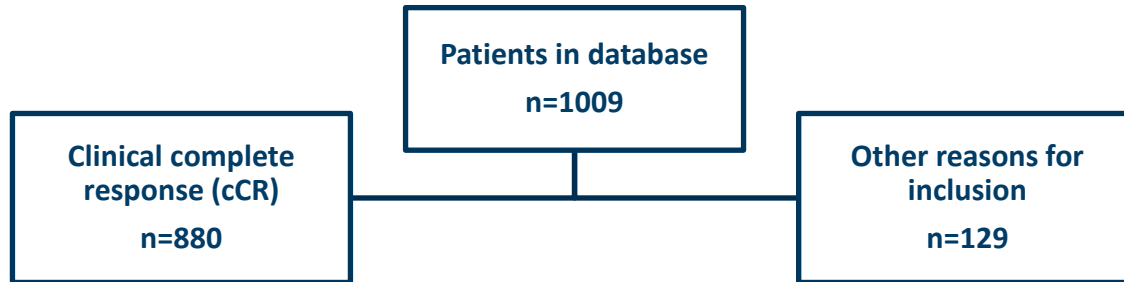 Patients in database
n=1009
Clinical complete
response (cCR)
n=880
Other reasons for
inclusion
n=129